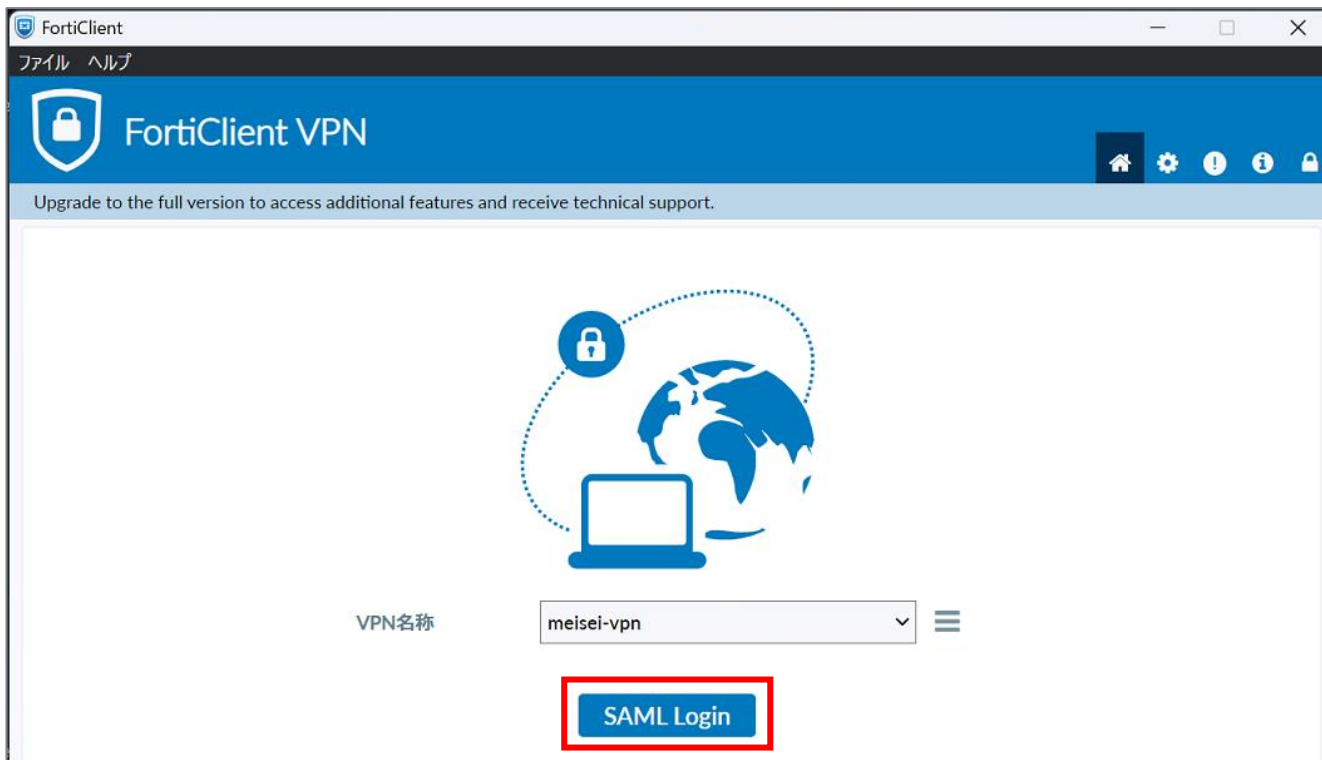 FortiClient
ファイル ヘルプ
FortiClient VPN
Upgrade to the full version to access additional features and receive technical support.
VPN名称 meisei-vpn
SAML Login